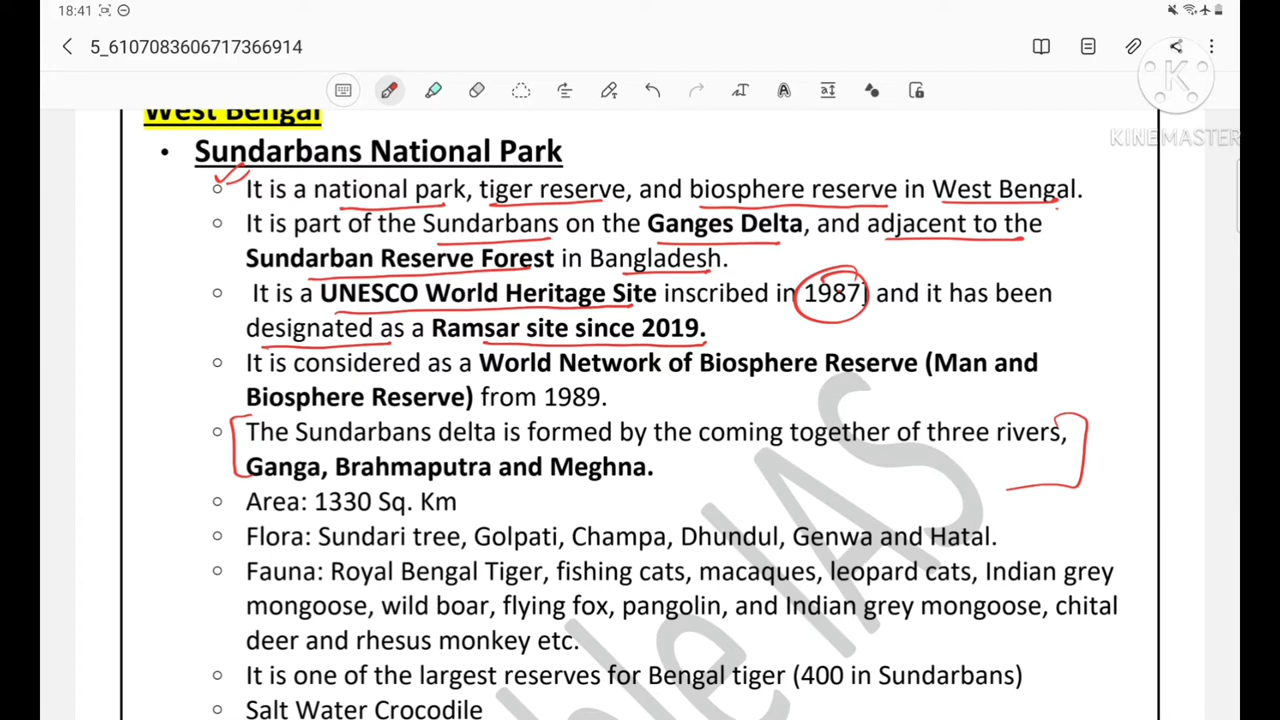 18:41
5_6107083606717366914
K
KINEMASTER
West Bengal
• Sundarbans National Park
○ It is a national park, tiger reserve, and biosphere reserve in West Bengal.
○ It is part of the Sundarbans on the Ganges Delta, and adjacent to the
Sundarban Reserve Forest in Bangladesh.
○ It is a UNESCO World Heritage Site inscribed in 1987] and it has been
designated as a Ramsar site since 2019.
○ It is considered as a World Network of Biosphere Reserve (Man and
Biosphere Reserve) from 1989.
○ The Sundarbans delta is formed by the coming together of three rivers,
Ganga, Brahmaputra and Meghna.
○ Area: 1330 Sq. Km
○ Flora: Sundari tree, Golpati, Champa, Dhundul, Genwa and Hatal.
○ Fauna: Royal Bengal Tiger, fishing cats, macaques, leopard cats, Indian grey
mongoose, wild boar, flying fox, pangolin, and Indian grey mongoose, chital
deer and rhesus monkey etc.
○ It is one of the largest reserves for Bengal tiger (400 in Sundarbans)
○ Salt Water Crocodile
IAS